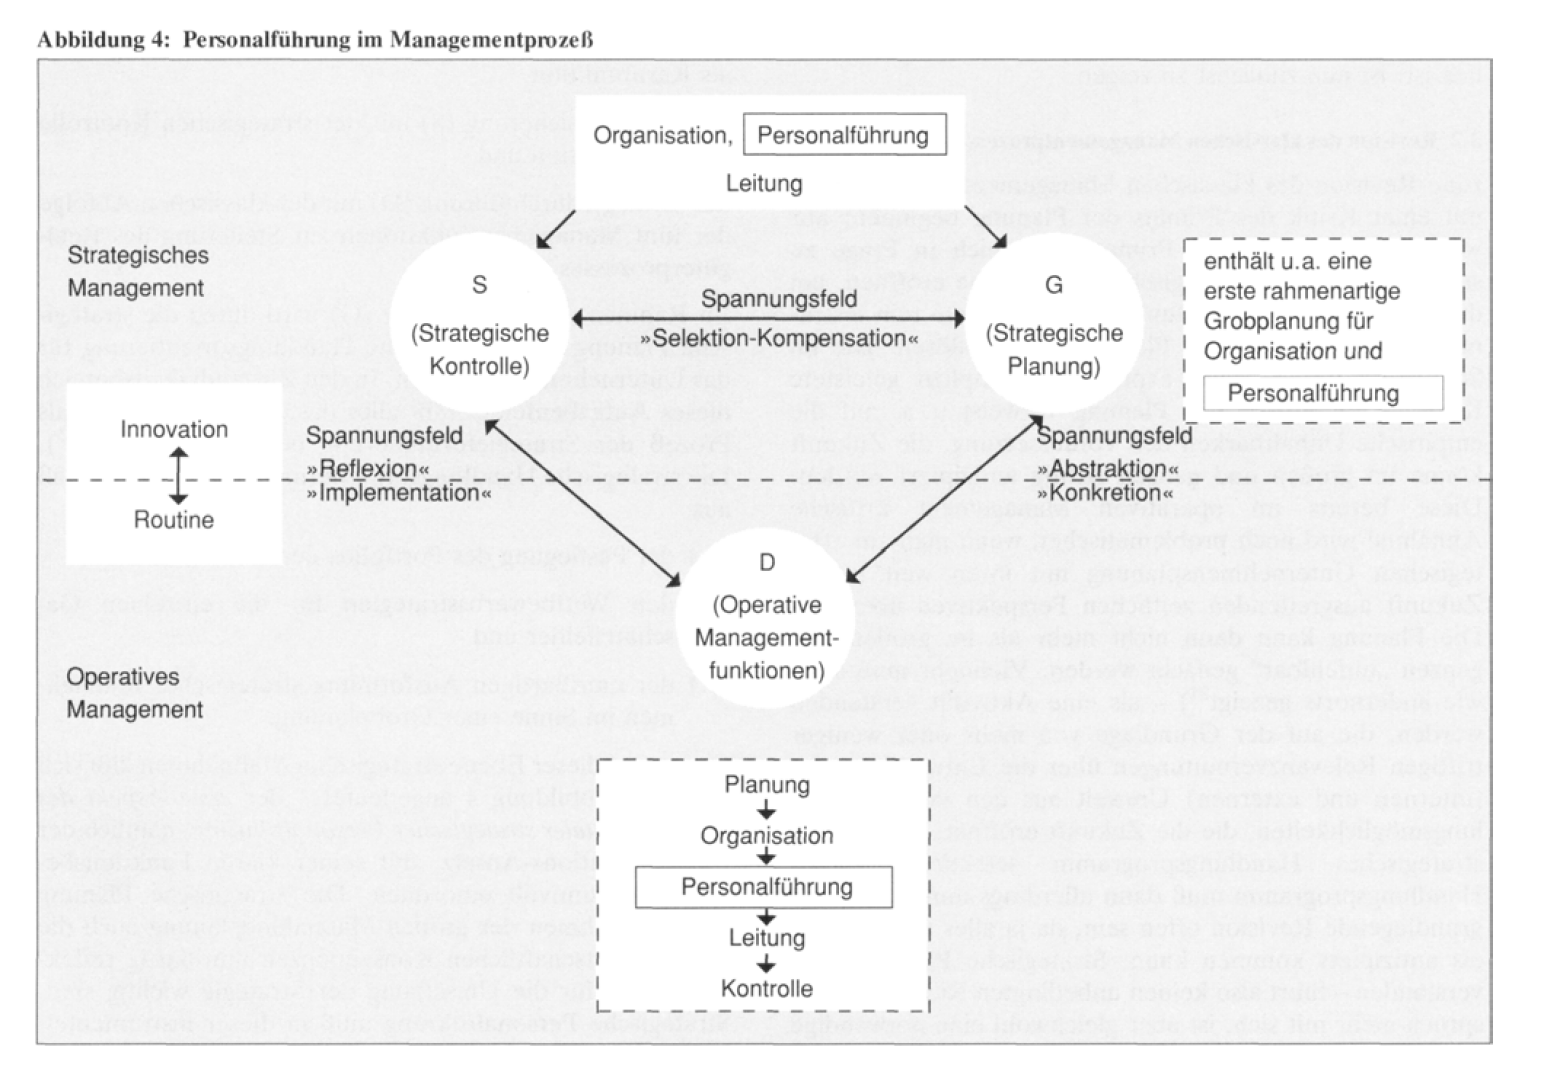 Abbildung 4: Personalführung im Managementprozeß
Organisation, Personalführung
Leitung
Strategisches
Management
S
(Strategische
Kontrolle)
Spannungsfeld
»Selektion-Kompensation«
G
(Strategische
Planung)
enthält u.a. eine
erste rahmenartige
Grobplanung für
Organisation und
Personalführung
Innovation
Routine
Spannungsfeld
»Reflexion«
»Implementation«
Spannungsfeld
»Abstraktion«
»Konkretion«
D
(Operative
Management-
funktionen)
Operatives
Management
Planung
Organisation
Personalführung
Leitung
Kontrolle